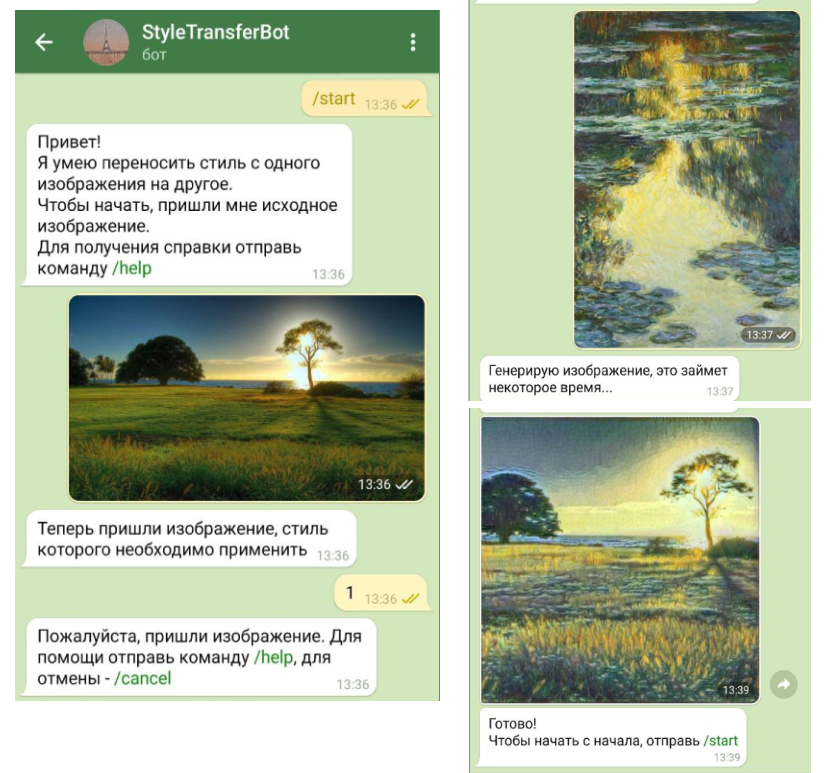 StyleTransferBot
бот
/start 13:36
Привет!
Я умею переносить стиль с одного
изображения на другое.
Чтобы начать, пришли мне исходное
изображение.
Для получения справки отправь
команду /help 13:36
13:36
Теперь пришли изображение, стиль
которого необходимо применить 13:36
1 13:36
Пожалуйста, пришли изображение. Для
помощи отправь команду /help, для
отмены - /cancel 13:36
13:37
Генерирую изображение, это займет
некоторое время... 13:37
13:39
Готово!
Чтобы начать с начала, отправь /start
13:39